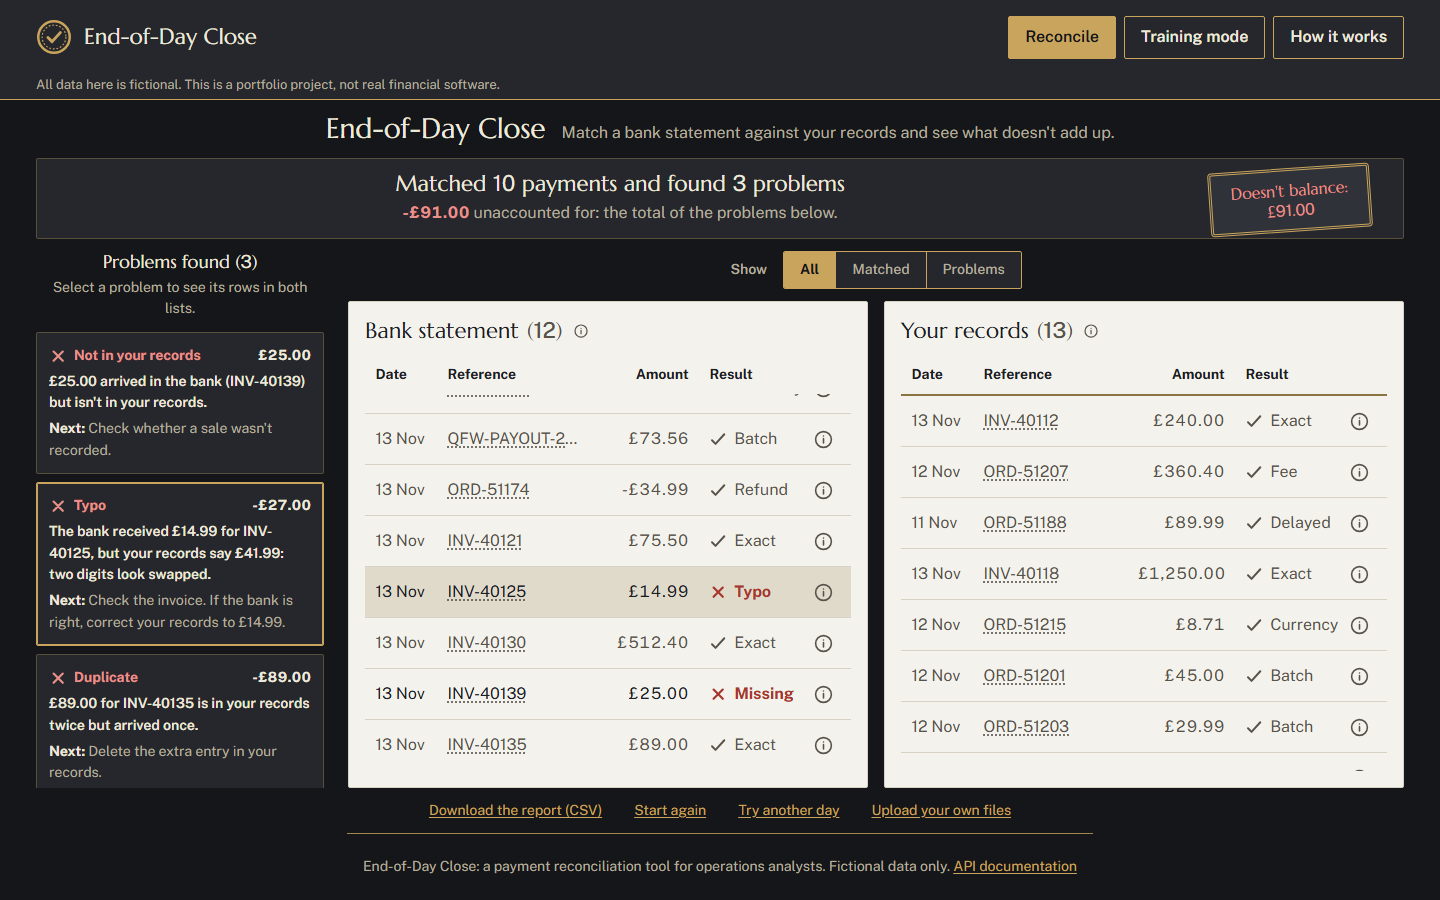 End-of-Day Close
Reconcile
Training mode
How it works
All data here is fictional. This is a portfolio project, not real financial software.
End-of-Day Close Match a bank statement against your records and see what doesn't add up.
Matched 10 payments and found 3 problems
-£91.00 unaccounted for: the total of the problems below.
Doesn't balance:
£91.00
Problems found (3)
Select a problem to see its rows in both
lists.
Not in your records £25.00
£25.00 arrived in the bank (INV-40139)
but isn't in your records.
Next: Check whether a sale wasn't
recorded.
Typo -£27.00
The bank received £14.99 for INV-
40125, but your records say £41.99:
two digits look swapped.
Next: Check the invoice. If the bank is
right, correct your records to £14.99.
Duplicate -£89.00
£89.00 for INV-40135 is in your records
twice but arrived once.
Next: Delete the extra entry in your
records.
Show All Matched Problems
Bank statement (12)
Date Reference Amount Result
13 Nov QFW-PAYOUT-2... £73.56 Batch
13 Nov ORD-51174 -£34.99 Refund
13 Nov INV-40121 £75.50 Exact
13 Nov INV-40125 £14.99 Typo
13 Nov INV-40130 £512.40 Exact
13 Nov INV-40139 £25.00 Missing
13 Nov INV-40135 £89.00 Exact
Your records (13)
Date Reference Amount Result
13 Nov INV-40112 £240.00 Exact
12 Nov ORD-51207 £360.40 Fee
11 Nov ORD-51188 £89.99 Delayed
13 Nov INV-40118 £1,250.00 Exact
12 Nov ORD-51215 £8.71 Currency
12 Nov ORD-51201 £45.00 Batch
12 Nov ORD-51203 £29.99 Batch
Download the report (CSV) Start again Try another day Upload your own files
End-of-Day Close: a payment reconciliation tool for operations analysts. Fictional data only. API documentation